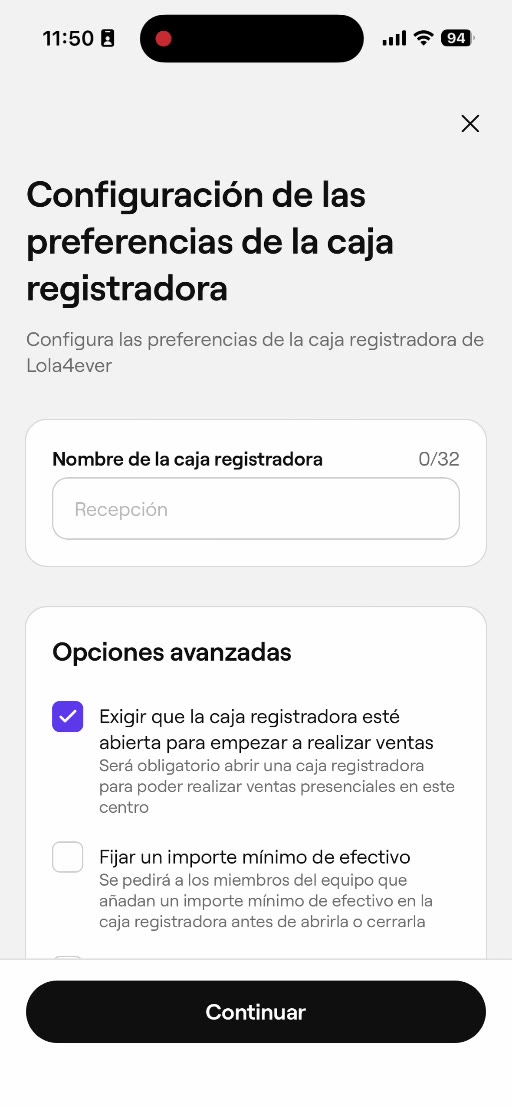 11:50
94
Configuración de las
preferencias de la caja
registradora
Configura las preferencias de la caja registradora de
Lola4ever
Nombre de la caja registradora 0/32
Recepción
Opciones avanzadas
Exigir que la caja registradora esté
abierta para empezar a realizar ventas
Será obligatorio abrir una caja registradora
para poder realizar ventas presenciales en este
centro
Fijar un importe mínimo de efectivo
Se pedirá a los miembros del equipo que
añadan un importe mínimo de efectivo en la
caja registradora antes de abrirla o cerrarla
Continuar